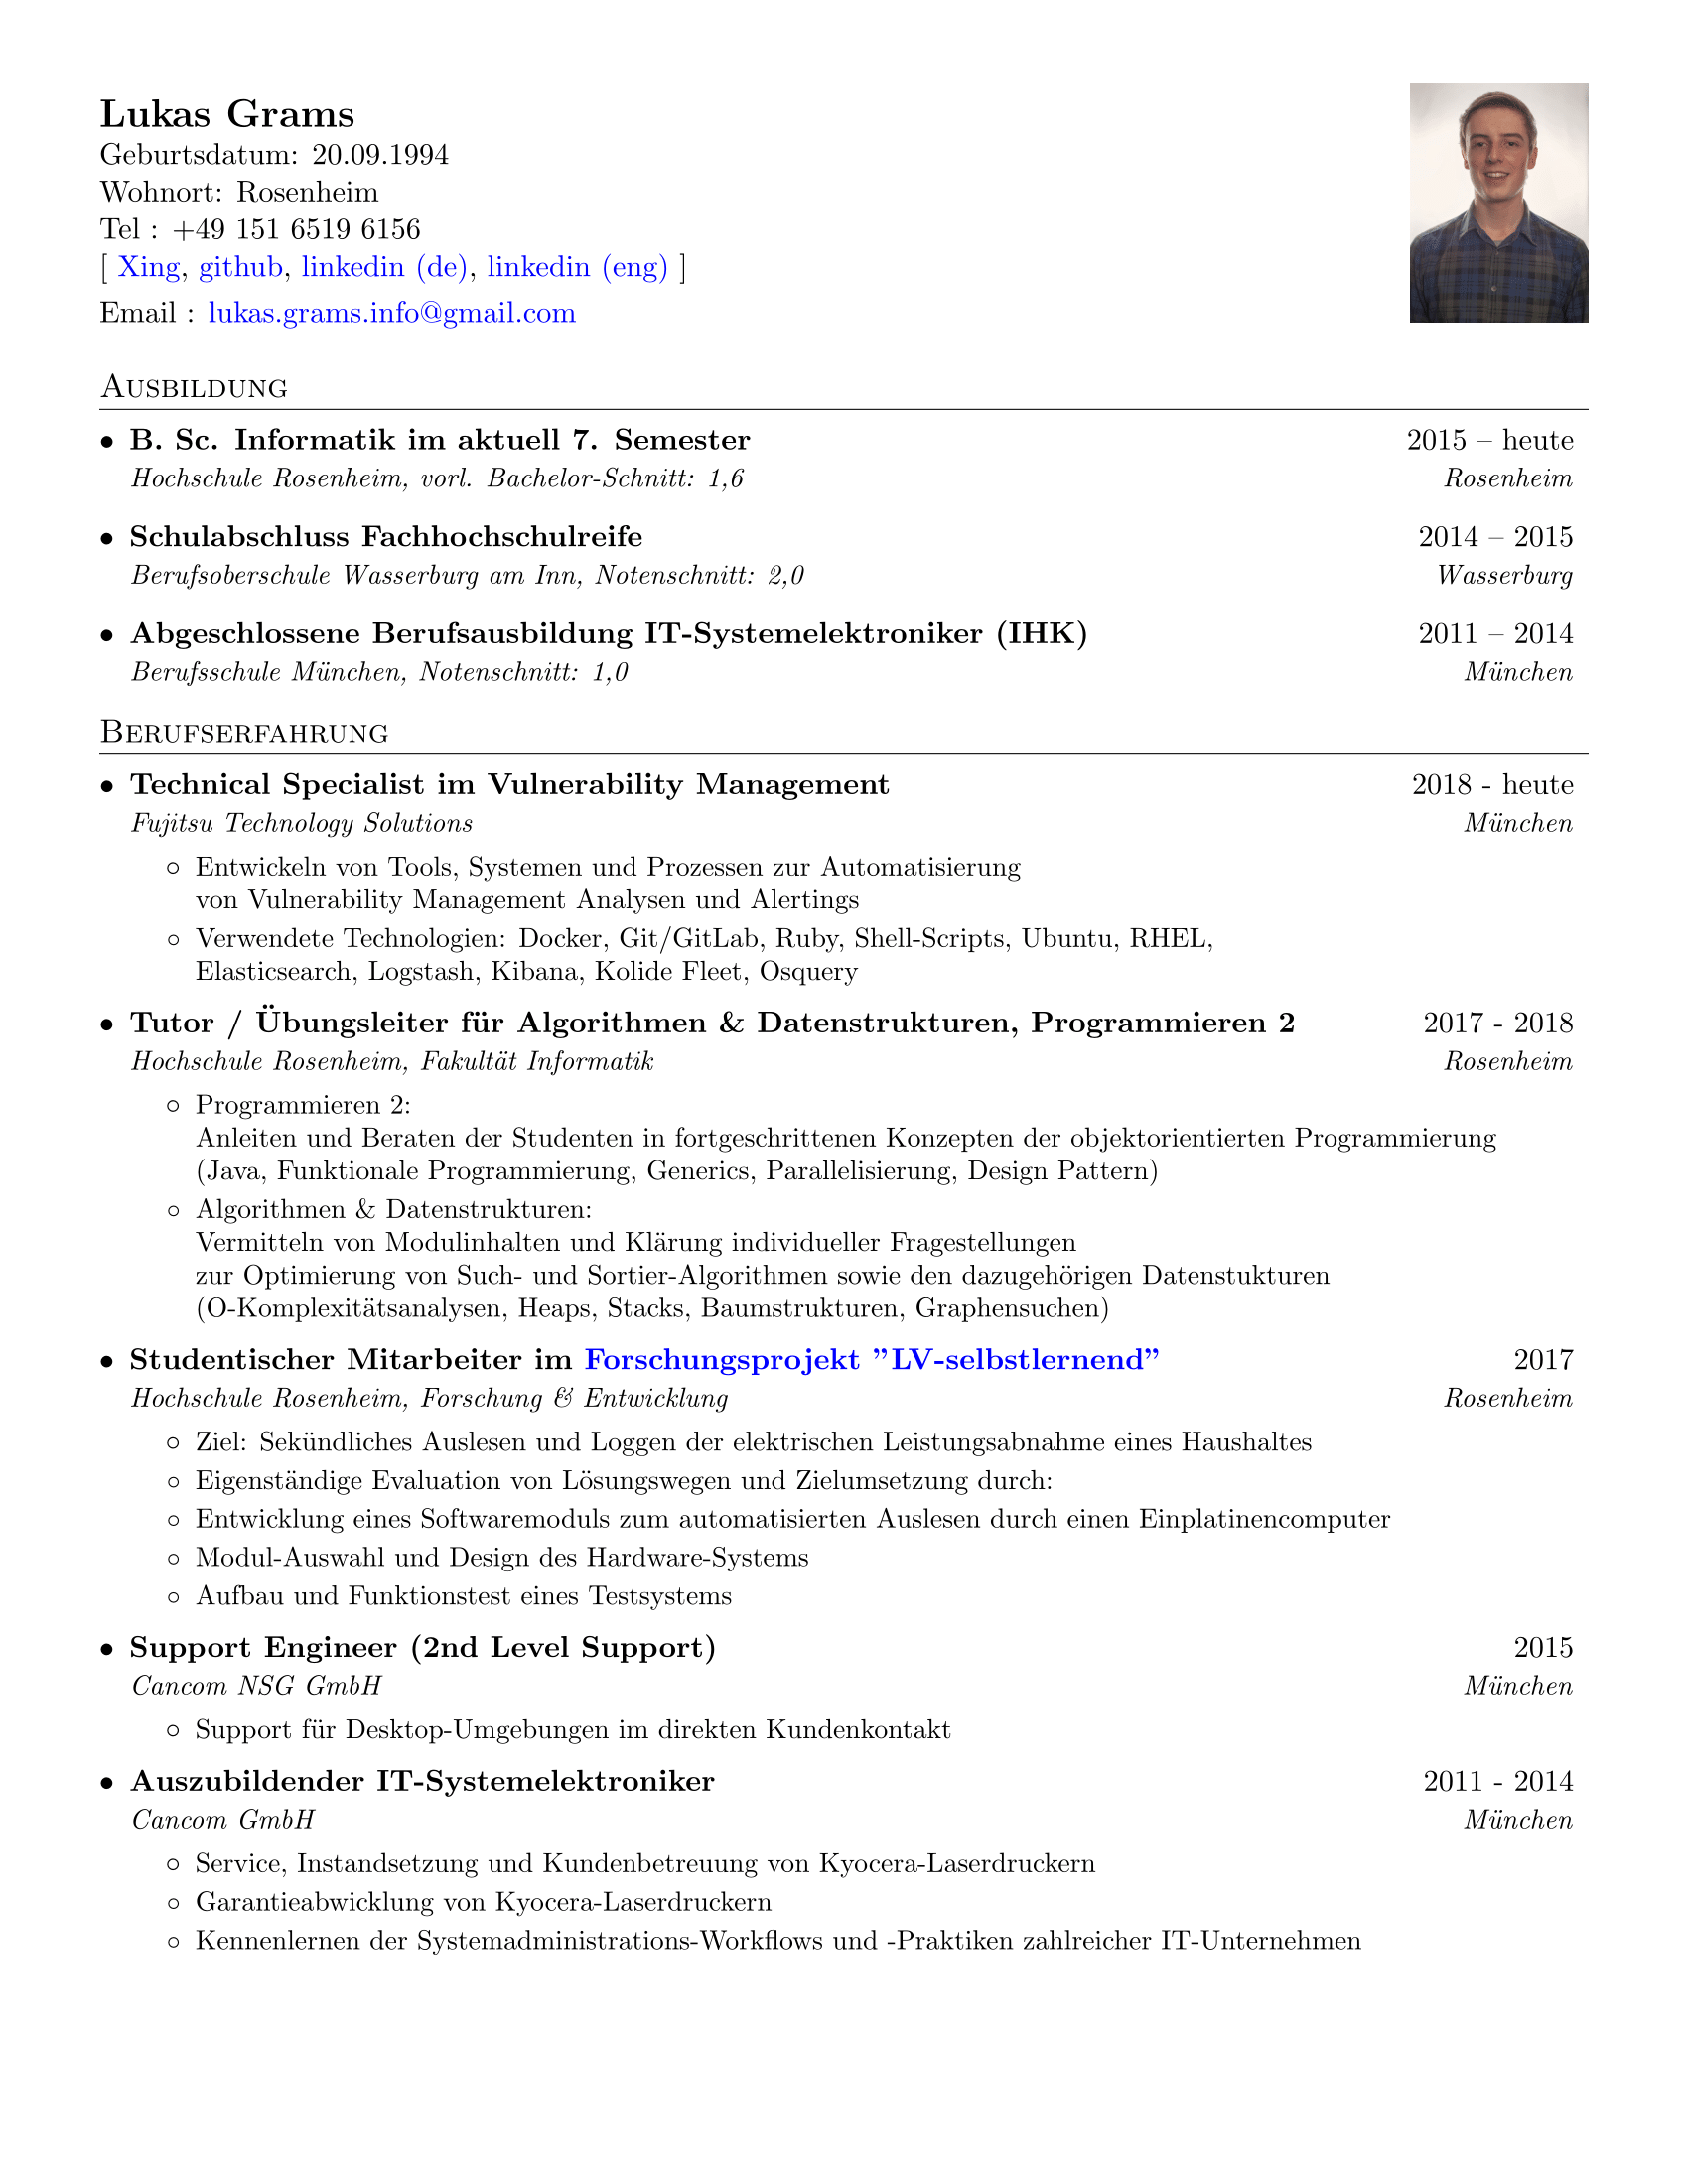 Lukas Grams
Geburtsdatum: 20.09.1994
Wohnort: Rosenheim
Tel : +49 151 6519 6156
[ Xing, github, linkedin (de), linkedin (eng) ]
Email : lukas.grams.info@gmail.com
Ausbildung
• B. Sc. Informatik im aktuell 7. Semester 2015 – heute
Hochschule Rosenheim, vorl. Bachelor-Schnitt: 1,6 Rosenheim
• Schulabschluss Fachhochschulreife 2014 – 2015
Berufsoberschule Wasserburg am Inn, Notenschnitt: 2,0 Wasserburg
• Abgeschlossene Berufsausbildung IT-Systemelektroniker (IHK) 2011 – 2014
Berufsschule München, Notenschnitt: 1,0 München
Berufserfahrung
• Technical Specialist im Vulnerability Management 2018 - heute
Fujitsu Technology Solutions München
◦ Entwickeln von Tools, Systemen und Prozessen zur Automatisierung
von Vulnerability Management Analysen und Alertings
◦ Verwendete Technologien: Docker, Git/GitLab, Ruby, Shell-Scripts, Ubuntu, RHEL,
Elasticsearch, Logstash, Kibana, Kolide Fleet, Osquery
• Tutor / Übungsleiter für Algorithmen & Datenstrukturen, Programmieren 2 2017 - 2018
Hochschule Rosenheim, Fakultät Informatik Rosenheim
◦ Programmieren 2:
Anleiten und Beraten der Studenten in fortgeschrittenen Konzepten der objektorientierten Programmierung
(Java, Funktionale Programmierung, Generics, Parallelisierung, Design Pattern)
◦ Algorithmen & Datenstrukturen:
Vermitteln von Modulinhalten und Klärung individueller Fragestellungen
zur Optimierung von Such- und Sortier-Algorithmen sowie den dazugehörigen Datenstukturen
(O-Komplexitätsanalysen, Heaps, Stacks, Baumstrukturen, Graphensuchen)
• Studentischer Mitarbeiter im Forschungsprojekt ”LV-selbstlernend” 2017
Hochschule Rosenheim, Forschung & Entwicklung Rosenheim
◦ Ziel: Sekündliches Auslesen und Loggen der elektrischen Leistungsabnahme eines Haushaltes
◦ Eigenständige Evaluation von Lösungswegen und Zielumsetzung durch:
◦ Entwicklung eines Softwaremoduls zum automatisierten Auslesen durch einen Einplatinencomputer
◦ Modul-Auswahl und Design des Hardware-Systems
◦ Aufbau und Funktionstest eines Testsystems
• Support Engineer (2nd Level Support) 2015
Cancom NSG GmbH München
◦ Support für Desktop-Umgebungen im direkten Kundenkontakt
• Auszubildender IT-Systemelektroniker 2011 - 2014
Cancom GmbH München
◦ Service, Instandsetzung und Kundenbetreuung von Kyocera-Laserdruckern
◦ Garantieabwicklung von Kyocera-Laserdruckern
◦ Kennenlernen der Systemadministrations-Workflows und -Praktiken zahlreicher IT-Unternehmen